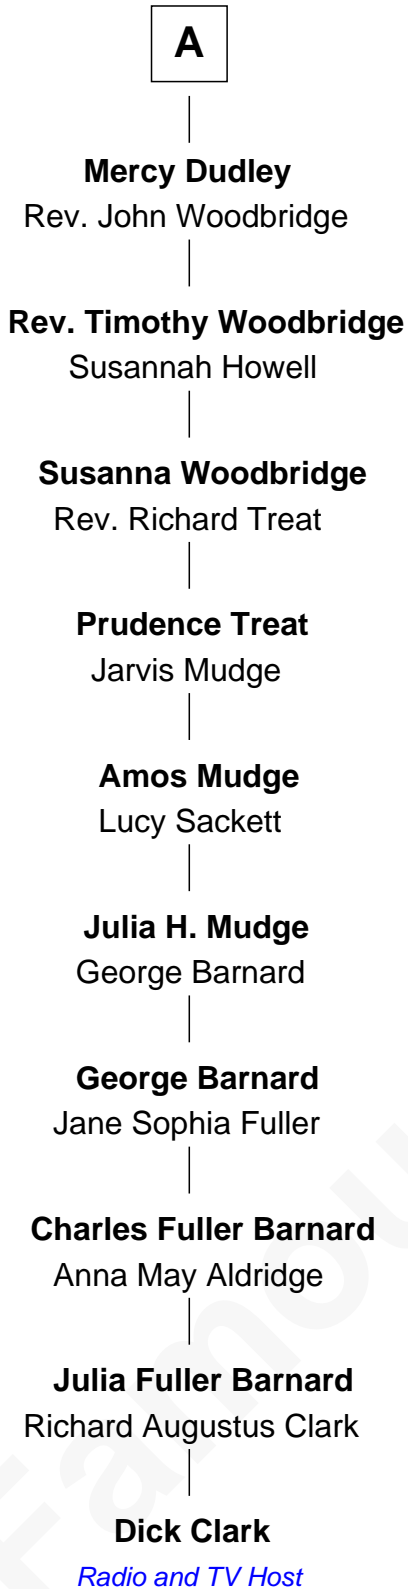 A
Mercy Dudley
Rev. John Woodbridge
Rev. Timothy Woodbridge
Susannah Howell
Susanna Woodbridge
Rev. Richard Treat
Prudence Treat
Jarvis Mudge
Amos Mudge
Lucy Sackett
Julia H. Mudge
George Barnard
George Barnard
Jane Sophia Fuller
Charles Fuller Barnard
Anna May Aldridge
Julia Fuller Barnard
Richard Augustus Clark
Dick Clark
Radio and TV Host